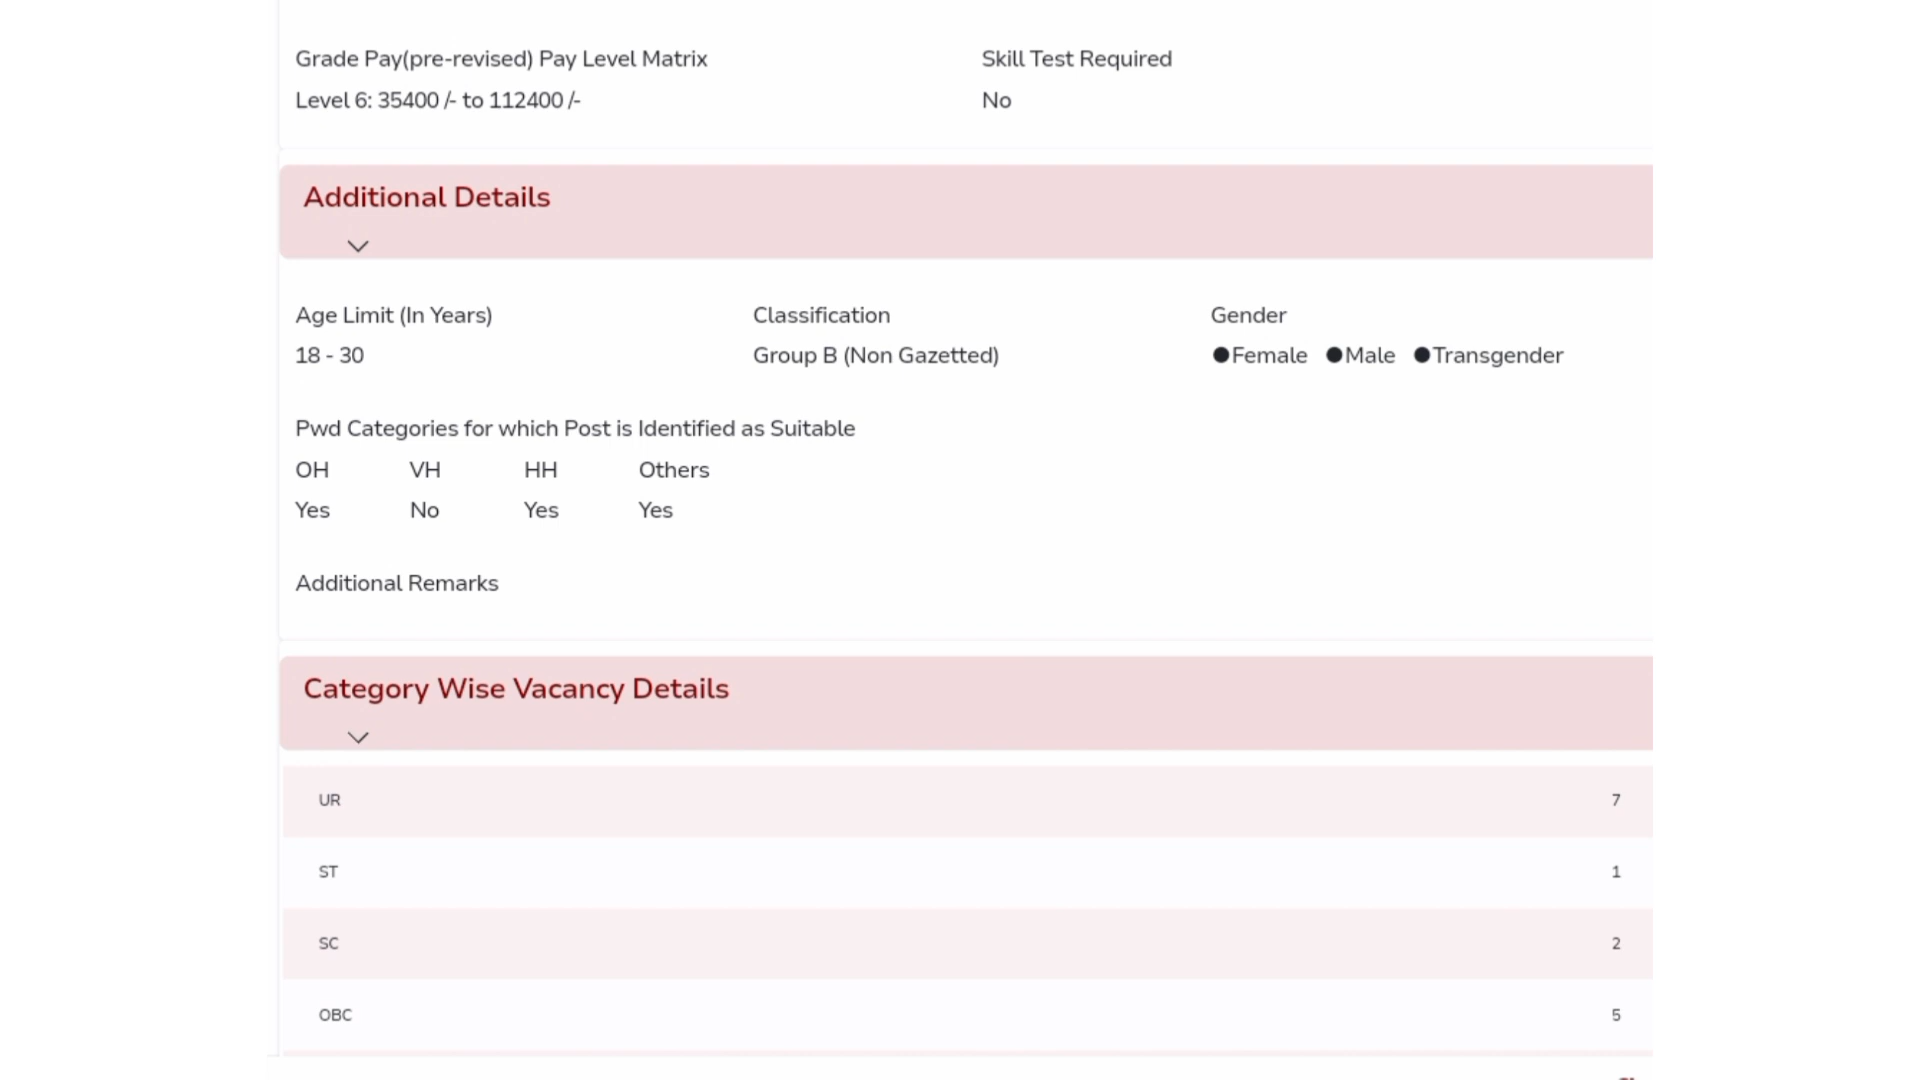 Grade Pay(pre-revised) Pay Level Matrix Skill Test Required
Level 6: 35400 /- to 112400 /- No
Additional Details
Age Limit (In Years) Classification Gender
18 - 30 Group B (Non Gazetted) Female Male Transgender
Pwd Categories for which Post is Identified as Suitable
OH VH HH Others
Yes No Yes Yes
Additional Remarks
Category Wise Vacancy Details
UR 7
ST 1
SC 2
OBC 5